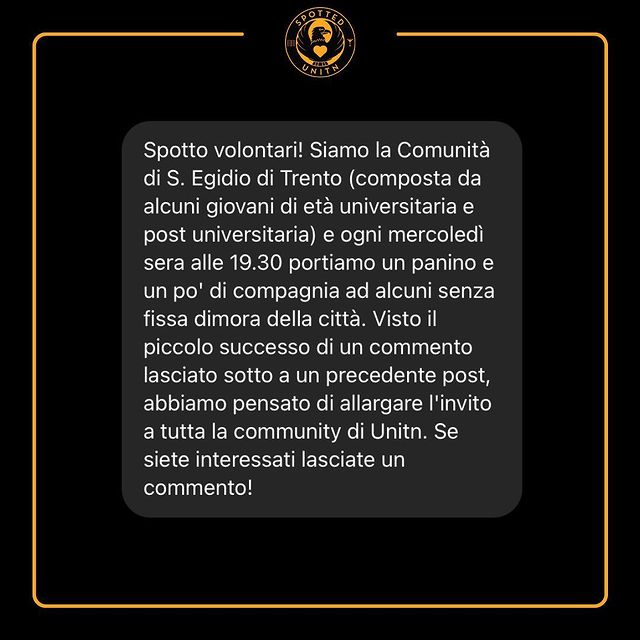 SPOTTED
UNITN
Spotto volontari! Siamo la Comunità
di S. Egidio di Trento (composta da
alcuni giovani di età universitaria e
post universitaria) e ogni mercoledì
sera alle 19.30 portiamo un panino e
un po' di compagnia ad alcuni senza
fissa dimora della città. Visto il
piccolo successo di un commento
lasciato sotto a un precedente post,
abbiamo pensato di allargare l'invito
a tutta la community di Unitn. Se
siete interessati lasciate un
commento!